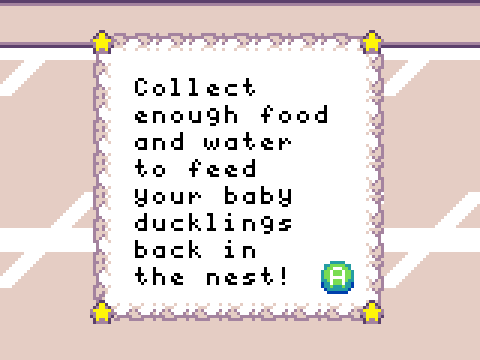 Collect
enough food
and water
to feed
your baby
ducklings
back in
the nest!
A